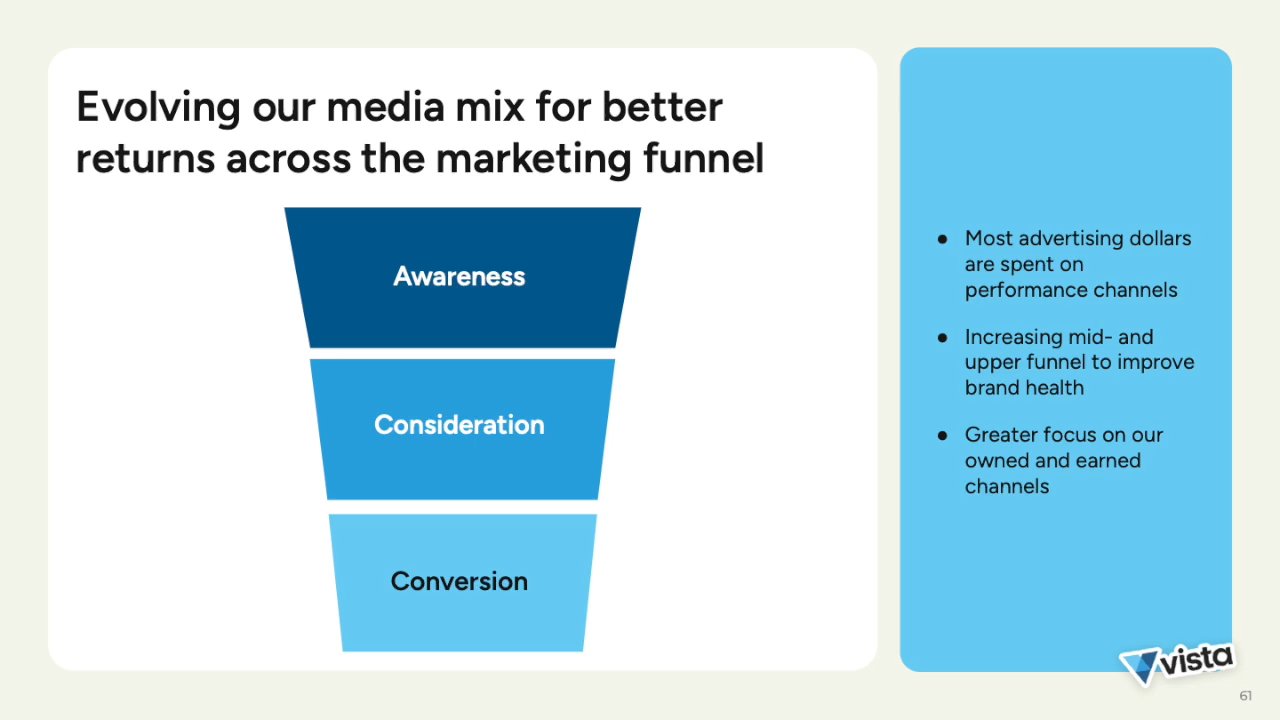 Evolving our media mix for better
returns across the marketing funnel
Awareness
Consideration
Conversion
● Most advertising dollars
are spent on
performance channels
● Increasing mid- and
upper funnel to improve
brand health
● Greater focus on our
owned and earned
channels
vista
61